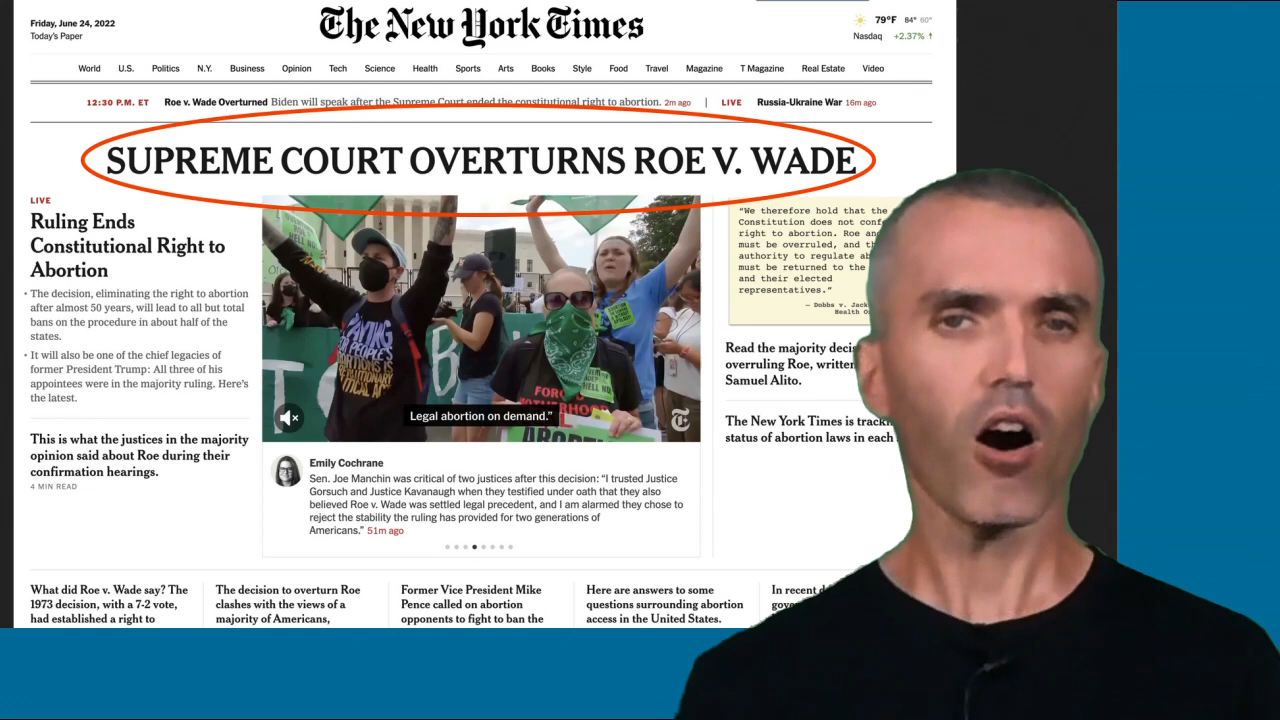 Friday, June 24, 2022
Today's Paper
The New York Times
79°F 84° 60°
Nasdaq +2.37% ↑
World U.S. Politics N.Y. Business Opinion Tech Science Health Sports Arts Books Style Food Travel Magazine T Magazine Real Estate Video
12:30 P.M. ET Roe v. Wade Overturned Biden will speak after the Supreme Court ended the constitutional right to abortion. 2m ago | LIVE Russia-Ukraine War 16m ago
SUPREME COURT OVERTURNS ROE V. WADE
LIVE
Ruling Ends
Constitutional Right to
Abortion
• The decision, eliminating the right to abortion
after almost 50 years, will lead to all but total
bans on the procedure in about half of the
states.
• It will also be one of the chief legacies of
former President Trump: All three of his
appointees were in the majority ruling. Here's
the latest.
This is what the justices in the majority
opinion said about Roe during their
confirmation hearings.
4 MIN READ
Legal abortion on demand."
Emily Cochrane
Sen. Joe Manchin was critical of two justices after this decision: "I trusted Justice
Gorsuch and Justice Kavanaugh when they testified under oath that they also
believed Roe v. Wade was settled legal precedent, and I am alarmed they chose to
reject the stability the ruling has provided for two generations of
Americans." 51m ago
"We therefore hold that the
Constitution does not
right to abortion. Roe
must be overruled, and
authority to regulate
must be returned to the
and their elected
representatives."
— Dobbs v.
Health
Read the majority
overruling Roe, written
Samuel Alito.
The New York Times is
status of abortion laws in each
What did Roe v. Wade say? The
1973 decision, with a 7-2 vote,
had established a right to
The decision to overturn Roe
clashes with the views of a
majority of Americans,
Former Vice President Mike
Pence called on abortion
opponents to fight to ban the
Here are answers to some
questions surrounding abortion
access in the United States.
In recent